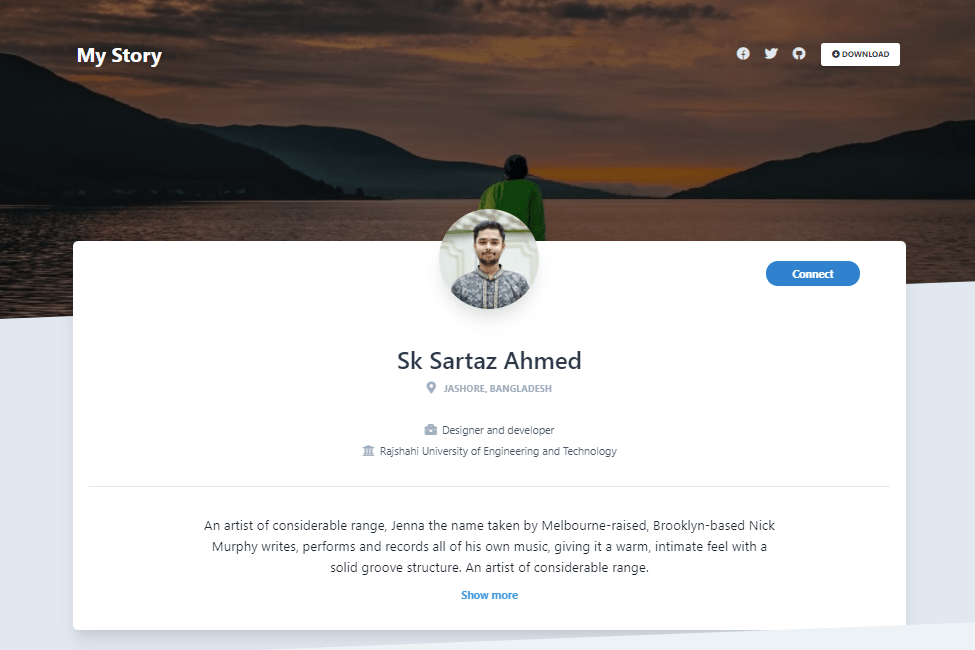 My Story
DOWNLOAD
Connect
Sk Sartaz Ahmed
JASHORE, BANGLADESH
Designer and developer
Rajshahi University of Engineering and Technology
An artist of considerable range, Jenna the name taken by Melbourne-raised, Brooklyn-based Nick
Murphy writes, performs and records all of his own music, giving it a warm, intimate feel with a
solid groove structure. An artist of considerable range.
Show more